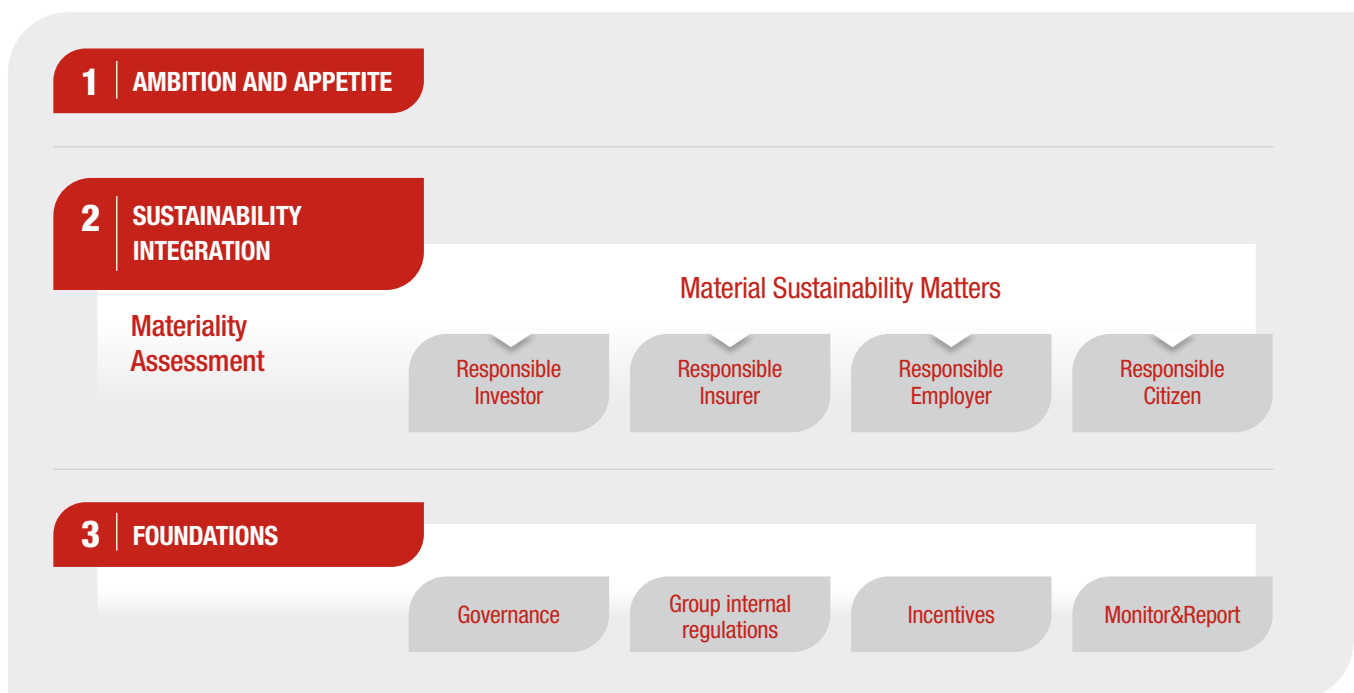 1 AMBITION AND APPETITE
2 SUSTAINABILITY
INTEGRATION
Material Sustainability Matters
Materiality
Assessment
Responsible
Investor
Responsible
Insurer
Responsible
Employer
Responsible
Citizen
3 FOUNDATIONS
Governance
Group internal
regulations
Incentives
Monitor&Report